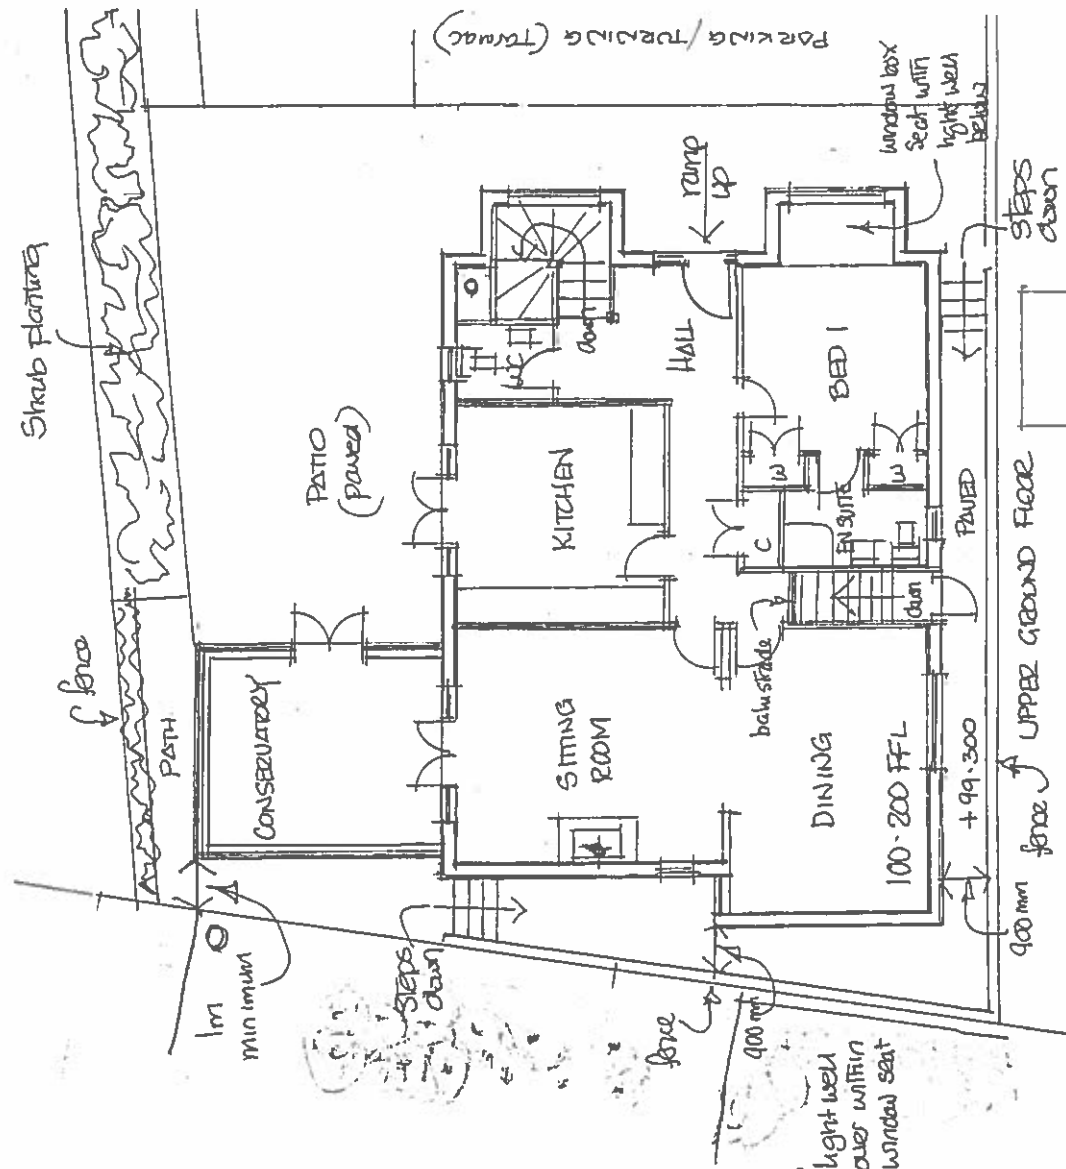 PARKING / TURNING (Tarmac)
window box
seat with
light well
below
Shrub planting
ramp
up
steps
down
PATIO
(paved)
WC
down
HALL
BED 1
KITCHEN
W
W
C
ENSUITE
PAVED
UPPER GROUND FLOOR
fence
PATH
CONSERVATORY
SITTING
ROOM
balustrade
down
DINING
100.200 FFL
+99.300
fence
900mm
1m
minimum
steps
down
fence
900mm
light well
over within
window seat